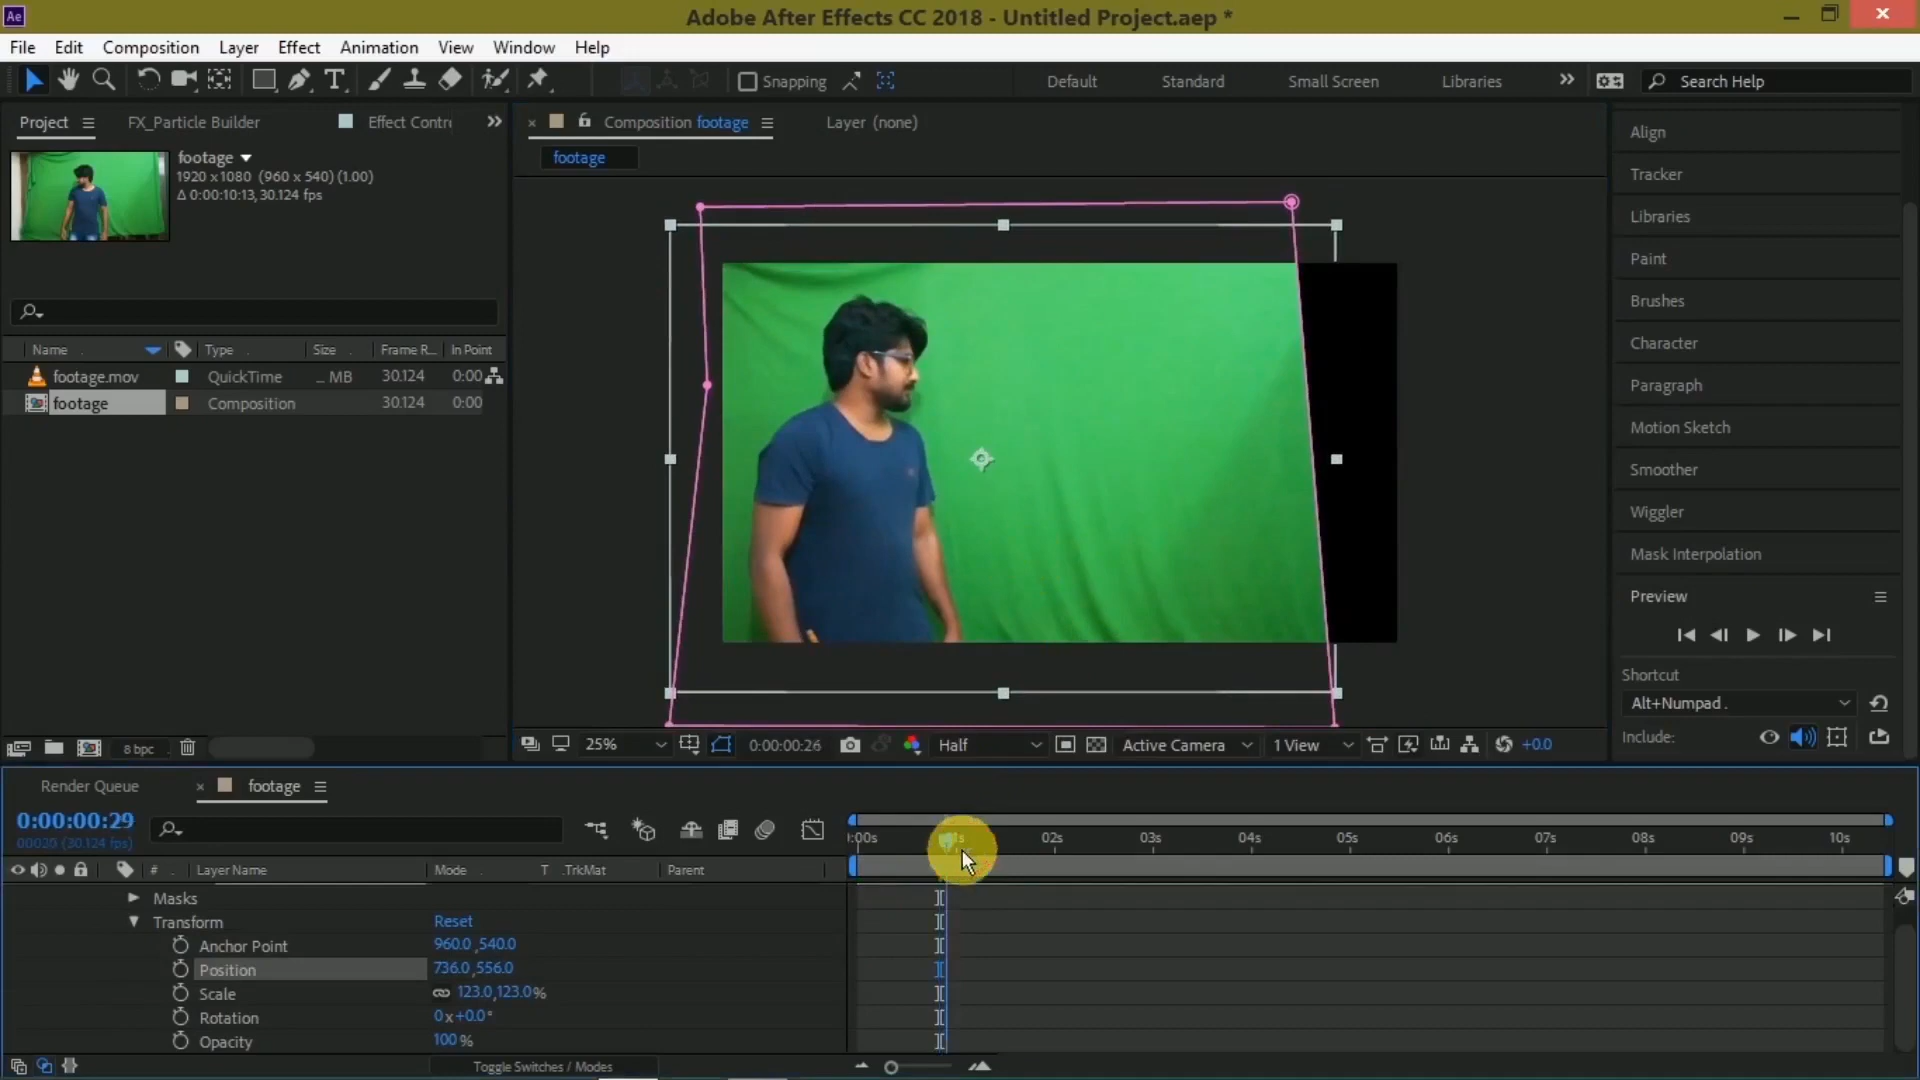 Ae
Adobe After Effects CC 2018 - Untitled Project.aep *
File Edit Composition Layer Effect Animation View Window Help
Snapping
Default Standard Small Screen Libraries
Search Help
Project FX_Particle Builder Effect Contr
footage
1920 x1080 (960 x 540) (1.00)
Δ 0:00:10:13, 30.124 fps
Name Type Size Frame R... In Point
footage.mov QuickTime ... MB 30.124 0:00
footage Composition 30.124 0:00
8 bpc
Composition footage Layer (none)
footage
25% 0:00:00:26 Half Active Camera 1 View +0.0
Align
Tracker
Libraries
Paint
Brushes
Character
Paragraph
Motion Sketch
Smoother
Wiggler
Mask Interpolation
Preview
Shortcut
Alt+Numpad .
Include:
Render Queue footage
0:00:00:29
00029 (30.124 fps)
# Layer Name Mode T .TrkMat Parent
Masks
Transform Reset
Anchor Point 960.0 ,540.0
Position 736.0 ,556.0
Scale 123.0,123.0%
Rotation 0x+0.0°
Opacity 100 %
Toggle Switches / Modes
:00s 02s 03s 04s 05s 06s 07s 08s 09s 10s